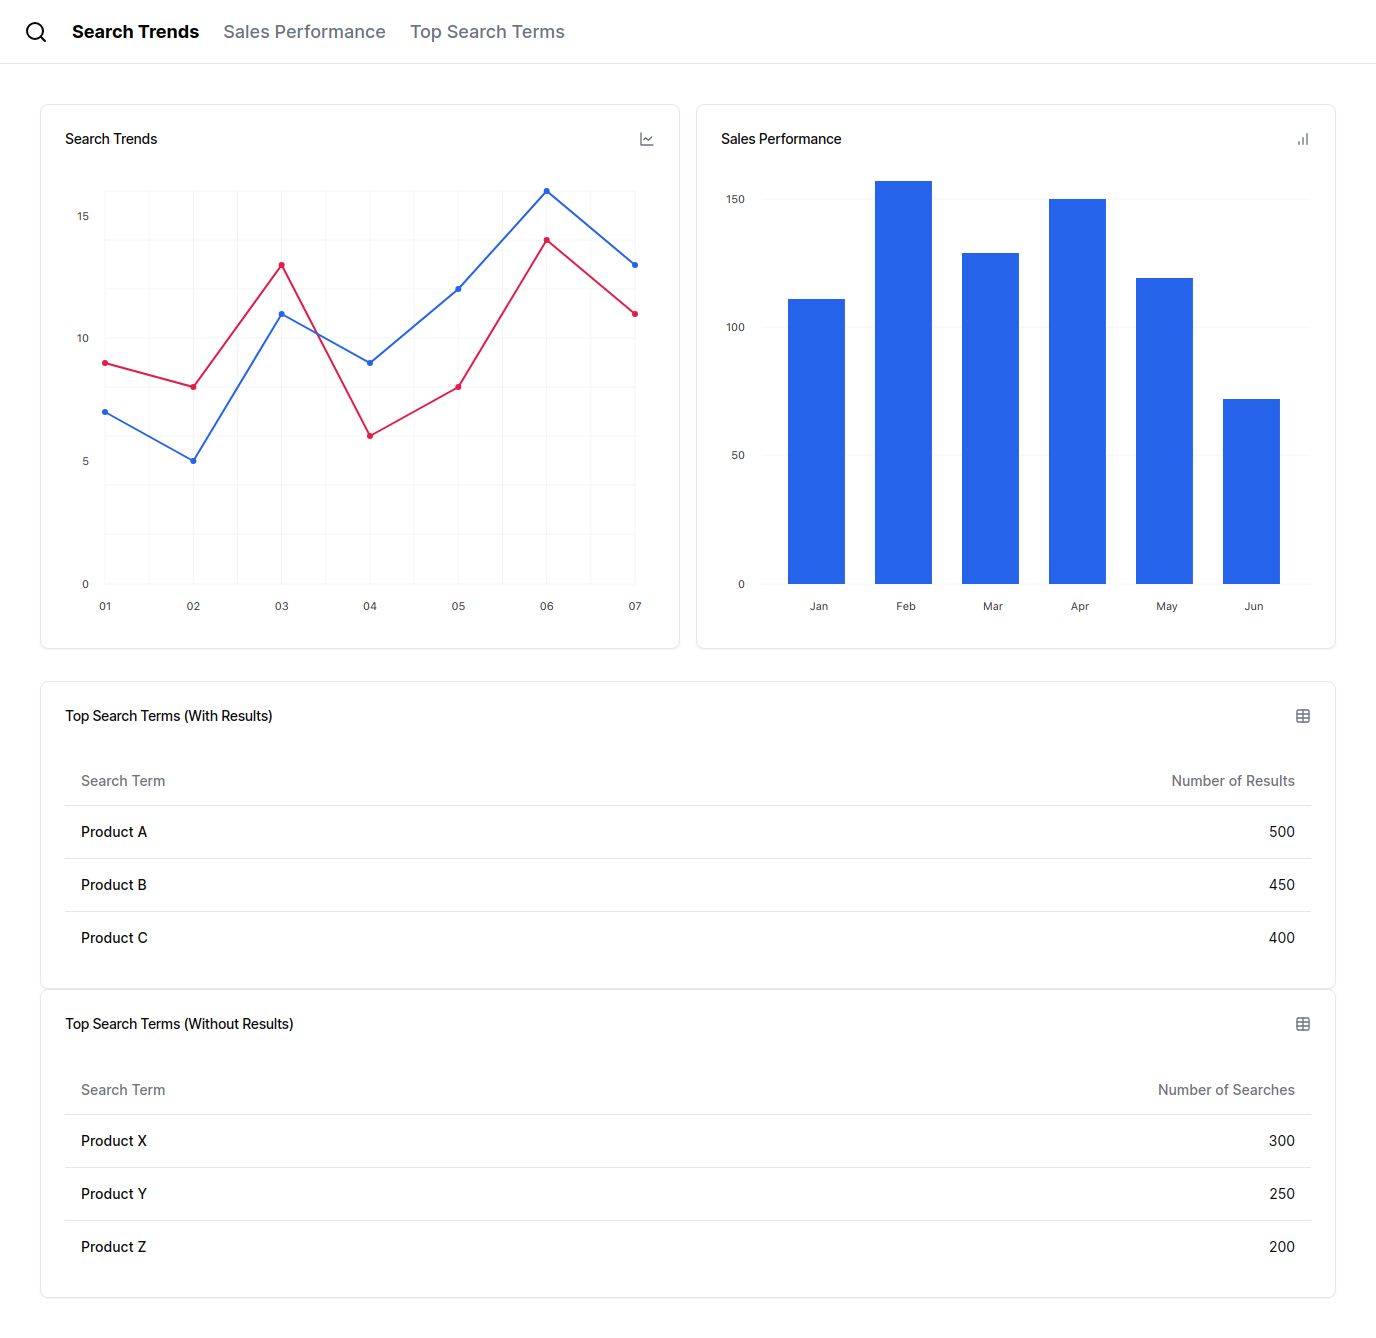 Search Trends Sales Performance Top Search Terms
Search Trends
15
10
5
0
01 02 03 04 05 06 07
Sales Performance
150
100
50
0
Jan Feb Mar Apr May Jun
Top Search Terms (With Results)
Search Term Number of Results
Product A 500
Product B 450
Product C 400
Top Search Terms (Without Results)
Search Term Number of Searches
Product X 300
Product Y 250
Product Z 200